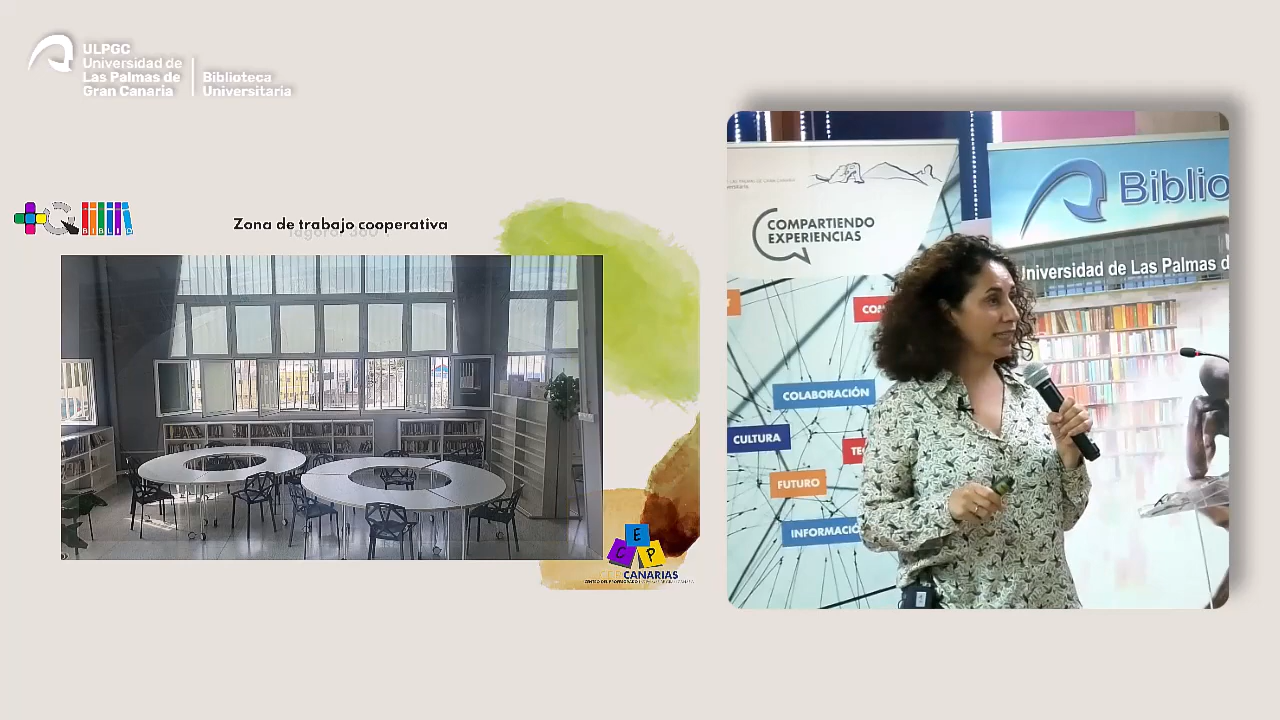 ULPGC
Universidad de
Las Palmas de
Gran Canaria
Biblioteca
Universitaria
+Q
BIBLI
Zona de trabajo cooperativa
E
C P
CANARIAS
COMPARTIENDO
EXPERIENCIAS
COLABORACIÓN
CULTURA
FUTURO
INFORMACIÓ
Biblio
Universidad de Las Palmas d